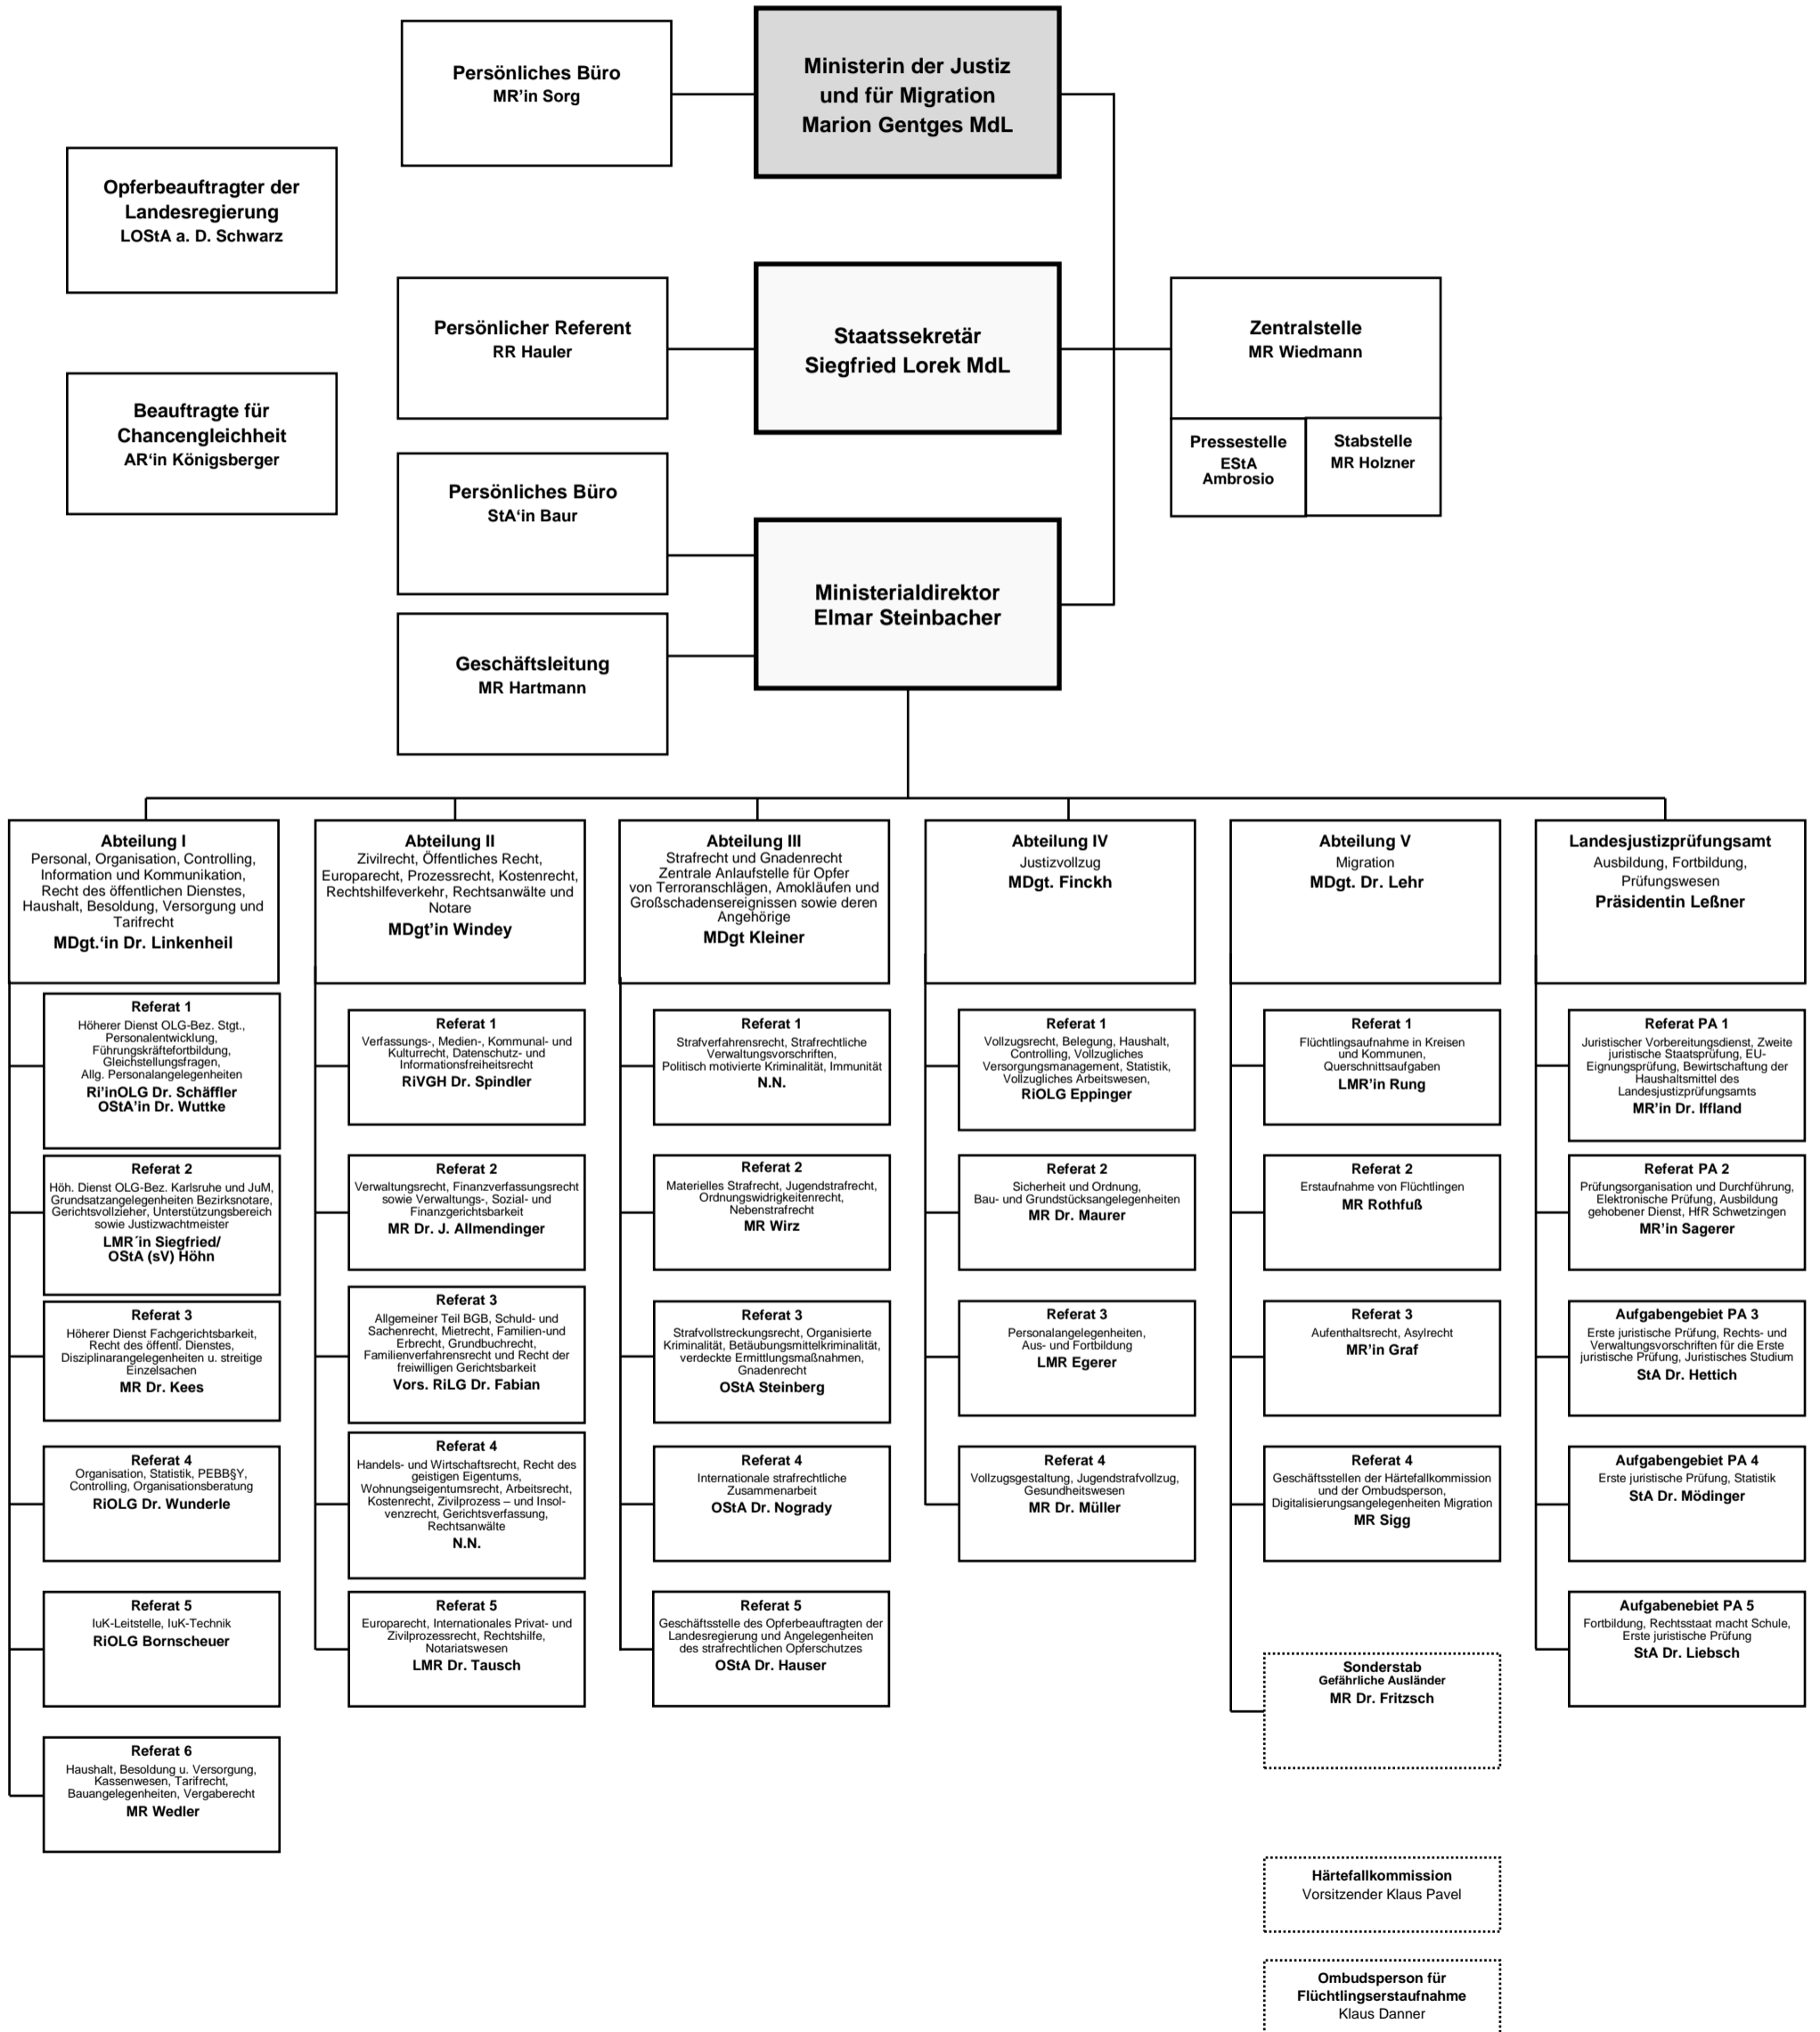 Persönliches Büro
MR’in Sorg
Ministerin der Justiz
und für Migration
Marion Gentges MdL
Opferbeauftragter der
Landesregierung
LOStA a. D. Schwarz
Persönlicher Referent
RR Hauler
Staatssekretär
Siegfried Lorek MdL
Zentralstelle
MR Wiedmann
Pressestelle
EStA
Ambrosio
Stabstelle
MR Holzner
Beauftragte für
Chancengleichheit
AR‘in Königsberger
Persönliches Büro
StA‘in Baur
Ministerialdirektor
Elmar Steinbacher
Geschäftsleitung
MR Hartmann
Abteilung I
Personal, Organisation, Controlling,
Information und Kommunikation,
Recht des öffentlichen Dienstes,
Haushalt, Besoldung, Versorgung und
Tarifrecht
MDgt.‘in Dr. Linkenheil
Referat 1
Höherer Dienst OLG-Bez. Stgt.,
Personalentwicklung,
Führungskräftefortbildung,
Gleichstellungsfragen,
Allg. Personalangelegenheiten
Ri’inOLG Dr. Schäffler
OStA’in Dr. Wuttke
Referat 2
Höh. Dienst OLG-Bez. Karlsruhe und JuM,
Grundsatzangelegenheiten Bezirksnotare,
Gerichtsvollzieher, Unterstützungsbereich
sowie Justizwachtmeister
LMR´in Siegfried/
OStA (sV) Höhn
Referat 3
Höherer Dienst Fachgerichtsbarkeit,
Recht des öffentl. Dienstes,
Disziplinarangelegenheiten u. streitige
Einzelsachen
MR Dr. Kees
Referat 4
Organisation, Statistik, PEBB§Y,
Controlling, Organisationsberatung
RiOLG Dr. Wunderle
Referat 5
IuK-Leitstelle, IuK-Technik
RiOLG Bornscheuer
Referat 6
Haushalt, Besoldung u. Versorgung,
Kassenwesen, Tarifrecht,
Bauangelegenheiten, Vergaberecht
MR Wedler
Abteilung II
Zivilrecht, Öffentliches Recht,
Europarecht, Prozessrecht, Kostenrecht,
Rechtshilfeverkehr, Rechtsanwälte und
Notare
MDgt’in Windey
Referat 1
Verfassungs-, Medien-, Kommunal- und
Kulturrecht, Datenschutz- und
Informationsfreiheitsrecht
RiVGH Dr. Spindler
Referat 2
Verwaltungsrecht, Finanzverfassungsrecht
sowie Verwaltungs-, Sozial- und
Finanzgerichtsbarkeit
MR Dr. J. Allmendinger
Referat 3
Allgemeiner Teil BGB, Schuld- und
Sachenrecht, Mietrecht, Familien-und
Erbrecht, Grundbuchrecht,
Familienverfahrensrecht und Recht der
freiwilligen Gerichtsbarkeit
Vors. RiLG Dr. Fabian
Referat 4
Handels- und Wirtschaftsrecht, Recht des
geistigen Eigentums,
Wohnungseigentumsrecht, Arbeitsrecht,
Kostenrecht, Zivilprozess – und Insol-
venzrecht, Gerichtsverfassung,
Rechtsanwälte
N.N.
Referat 5
Europarecht, Internationales Privat- und
Zivilprozessrecht, Rechtshilfe,
Notariatswesen
LMR Dr. Tausch
Abteilung III
Strafrecht und Gnadenrecht
Zentrale Anlaufstelle für Opfer
von Terroranschlägen, Amokläufen und
Großschadensereignissen sowie deren
Angehörige
MDgt Kleiner
Referat 1
Strafverfahrensrecht, Strafrechtliche
Verwaltungsvorschriften,
Politisch motivierte Kriminalität, Immunität
N.N.
Referat 2
Materielles Strafrecht, Jugendstrafrecht,
Ordnungswidrigkeitenrecht,
Nebenstrafrecht
MR Wirz
Referat 3
Strafvollstreckungsrecht, Organisierte
Kriminalität, Betäubungsmittelkriminalität,
verdeckte Ermittlungsmaßnahmen,
Gnadenrecht
OStA Steinberg
Referat 4
Internationale strafrechtliche
Zusammenarbeit
OStA Dr. Nogrady
Referat 5
Geschäftsstelle des Opferbeauftragten der
Landesregierung und Angelegenheiten
des strafrechtlichen Opferschutzes
OStA Dr. Hauser
Abteilung IV
Justizvollzug
MDgt. Finckh
Referat 1
Vollzugsrecht, Belegung, Haushalt,
Controlling, Vollzugliches
Versorgungsmanagement, Statistik,
Vollzugliches Arbeitswesen,
RiOLG Eppinger
Referat 2
Sicherheit und Ordnung,
Bau- und Grundstücksangelegenheiten
MR Dr. Maurer
Referat 3
Personalangelegenheiten,
Aus- und Fortbildung
LMR Egerer
Referat 4
Vollzugsgestaltung, Jugendstrafvollzug,
Gesundheitswesen
MR Dr. Müller
Abteilung V
Migration
MDgt. Dr. Lehr
Referat 1
Flüchtlingsaufnahme in Kreisen
und Kommunen,
Querschnittsaufgaben
LMR’in Rung
Referat 2
Erstaufnahme von Flüchtlingen
MR Rothfuß
Referat 3
Aufenthaltsrecht, Asylrecht
MR’in Graf
Referat 4
Geschäftsstellen der Härtefallkommission
und der Ombudsperson,
Digitalisierungsangelegenheiten Migration
MR Sigg
Sonderstab
Gefährliche Ausländer
MR Dr. Fritzsch
Härtefallkommission
Vorsitzender Klaus Pavel
Ombudsperson für
Flüchtlingserstaufnahme
Klaus Danner
Landesjustizprüfungsamt
Ausbildung, Fortbildung,
Prüfungswesen
Präsidentin Leßner
Referat PA 1
Juristischer Vorbereitungsdienst, Zweite
juristische Staatsprüfung, EU-
Eignungsprüfung, Bewirtschaftung der
Haushaltsmittel des
Landesjustizprüfungsamts
MR’in Dr. Iffland
Referat PA 2
Prüfungsorganisation und Durchführung,
Elektronische Prüfung, Ausbildung
gehobener Dienst, HfR Schwetzingen
MR’in Sagerer
Aufgabengebiet PA 3
Erste juristische Prüfung, Rechts- und
Verwaltungsvorschriften für die Erste
juristische Prüfung, Juristisches Studium
StA Dr. Hettich
Aufgabengebiet PA 4
Erste juristische Prüfung, Statistik
StA Dr. Mödinger
Aufgabenebiet PA 5
Fortbildung, Rechtsstaat macht Schule,
Erste juristische Prüfung
StA Dr. Liebsch